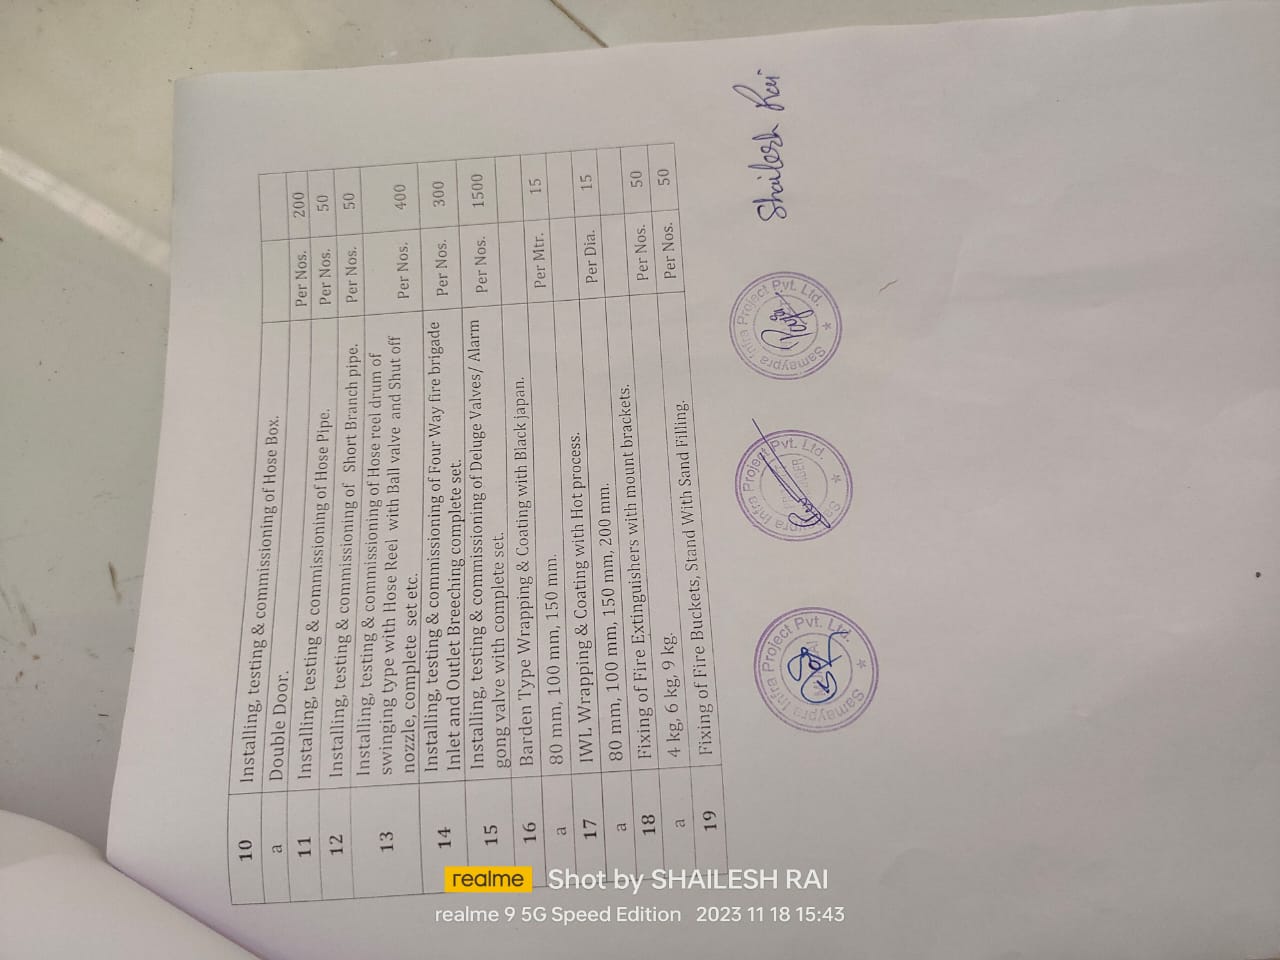 10 Installing, testing & commissioning of Hose Box.
a Double Door. Per Nos. 200
11 Installing, testing & commissioning of Hose Pipe. Per Nos. 50
12 Installing, testing & commissioning of Short Branch pipe. Per Nos. 50
13 Installing, testing & commissioning of Hose reel drum of
swinging type with Hose Reel with Ball valve and Shut off
nozzle, complete set etc. Per Nos. 400
14 Installing, testing & commissioning of Four Way fire brigade
Inlet and Outlet Breeching complete set. Per Nos. 300
15 Installing, testing & commissioning of Deluge Valves/ Alarm
gong valve with complete set. Per Nos. 1500
16 Barden Type Wrapping & Coating with Black japan.
a 80 mm, 100 mm, 150 mm. Per Mtr. 15
17 IWL Wrapping & Coating with Hot process.
a 80 mm, 100 mm, 150 mm, 200 mm. Per Dia. 15
18 Fixing of Fire Extinguishers with mount brackets.
a 4 kg, 6 kg, 9 kg. Per Nos. 50
19 Fixing of Fire Buckets, Stand With Sand Filling. Per Nos. 50
Samaypra Infra Project Pvt. Ltd.
Infra Project Pvt. Ltd.
Samaypra Infra Project Pvt. Ltd.
Shailesh Rai
realme Shot by SHAILESH RAI
realme 9 5G Speed Edition 2023 11 18 15:43